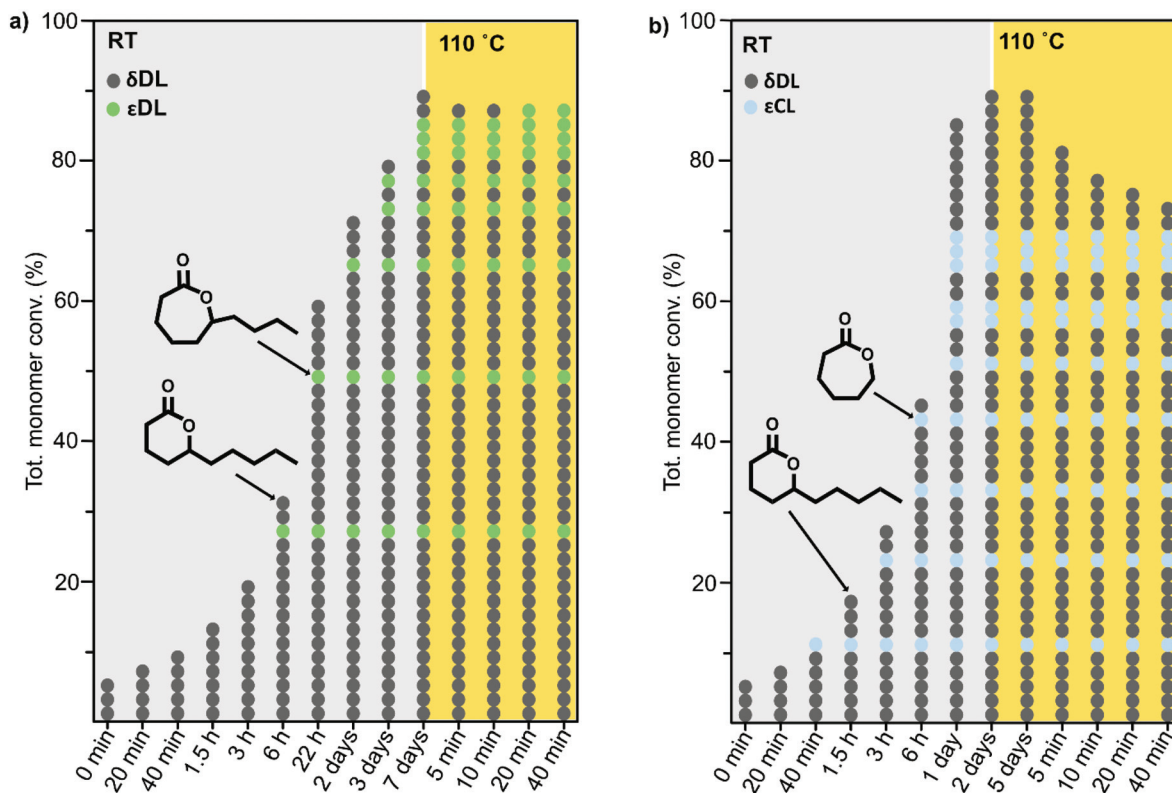 a)
RT
110 ˚C
δDL
εDL
Tot. monomer conv. (%)
100
80
60
40
20
O
O
O
O
0 min
20 min
40 min
1.5 h
3 h
6 h
22 h
2 days
3 days
7 days
5 min
10 min
20 min
40 min
b)
RT
110 ˚C
δDL
εCL
Tot. monomer conv. (%)
100
80
60
40
20
O
O
O
O
0 min
20 min
40 min
1.5 h
3 h
6 h
1 day
2 days
5 days
5 min
10 min
20 min
40 min